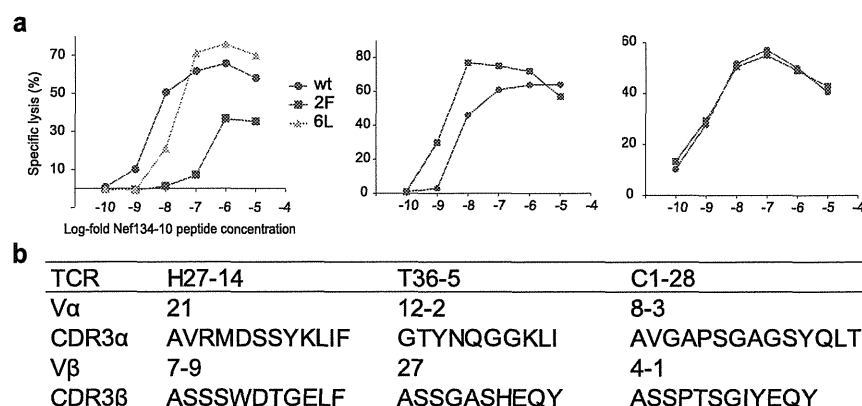 a
Specific lysis (%)
70
50
30
10
-10 -9 -8 -7 -6 -5 -4
Log-fold Nef134-10 peptide concentration
wt
2F
6L
100
80
60
40
20
0
-10 -9 -8 -7 -6 -5 -4
60
40
20
0
-10 -9 -8 -7 -6 -5 -4
b
TCR H27-14 T36-5 C1-28
Vα 21 12-2 8-3
CDR3α AVRMDSSYKLIF GTYNQGGKLI AVGAPSGAGSYQLT
Vβ 7-9 27 4-1
CDR3β ASSSWDTGELF ASSGASHEQY ASSPTSGIYEQY